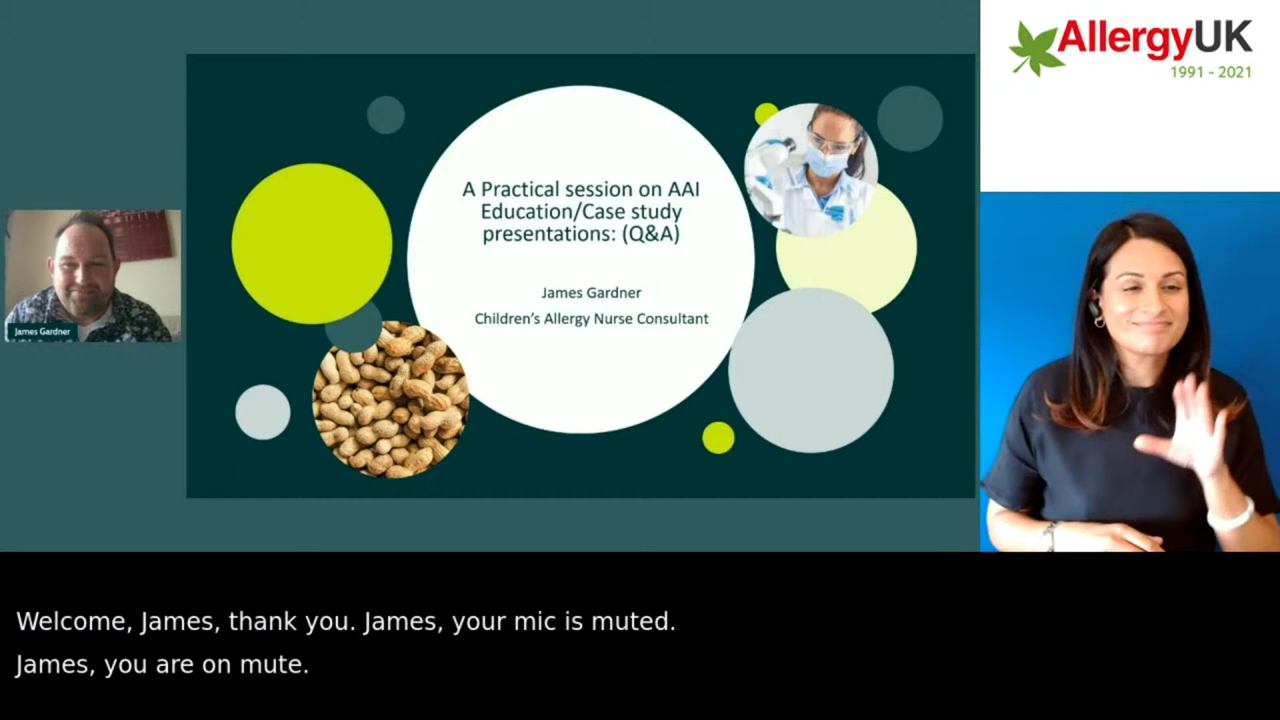 AllergyUK
1991 - 2021
A Practical session on AAI
Education/Case study
presentations: (Q&A)
James Gardner
Children's Allergy Nurse Consultant
James Gardner
Welcome, James, thank you. James, your mic is muted.
James, you are on mute.